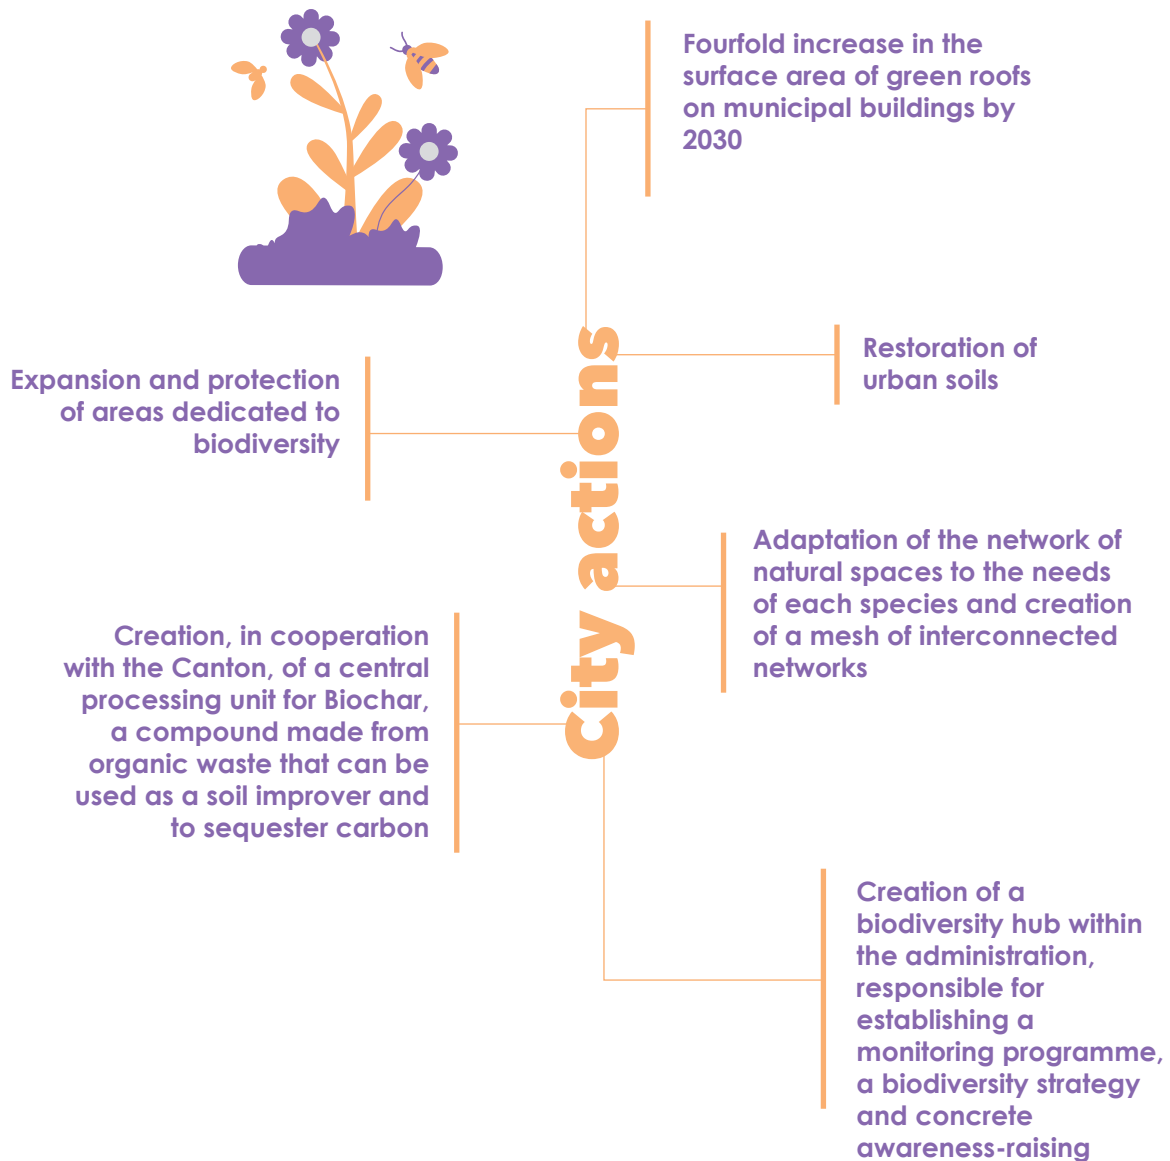 Fourfold increase in the
surface area of green roofs
on municipal buildings by
2030
Restoration of
urban soils
Expansion and protection
of areas dedicated to
biodiversity
City actions
Adaptation of the network of
natural spaces to the needs
of each species and creation
of a mesh of interconnected
networks
Creation, in cooperation
with the Canton, of a central
processing unit for Biochar,
a compound made from
organic waste that can be
used as a soil improver and
to sequester carbon
Creation of a
biodiversity hub within
the administration,
responsible for
establishing a
monitoring programme,
a biodiversity strategy
and concrete
awareness-raising